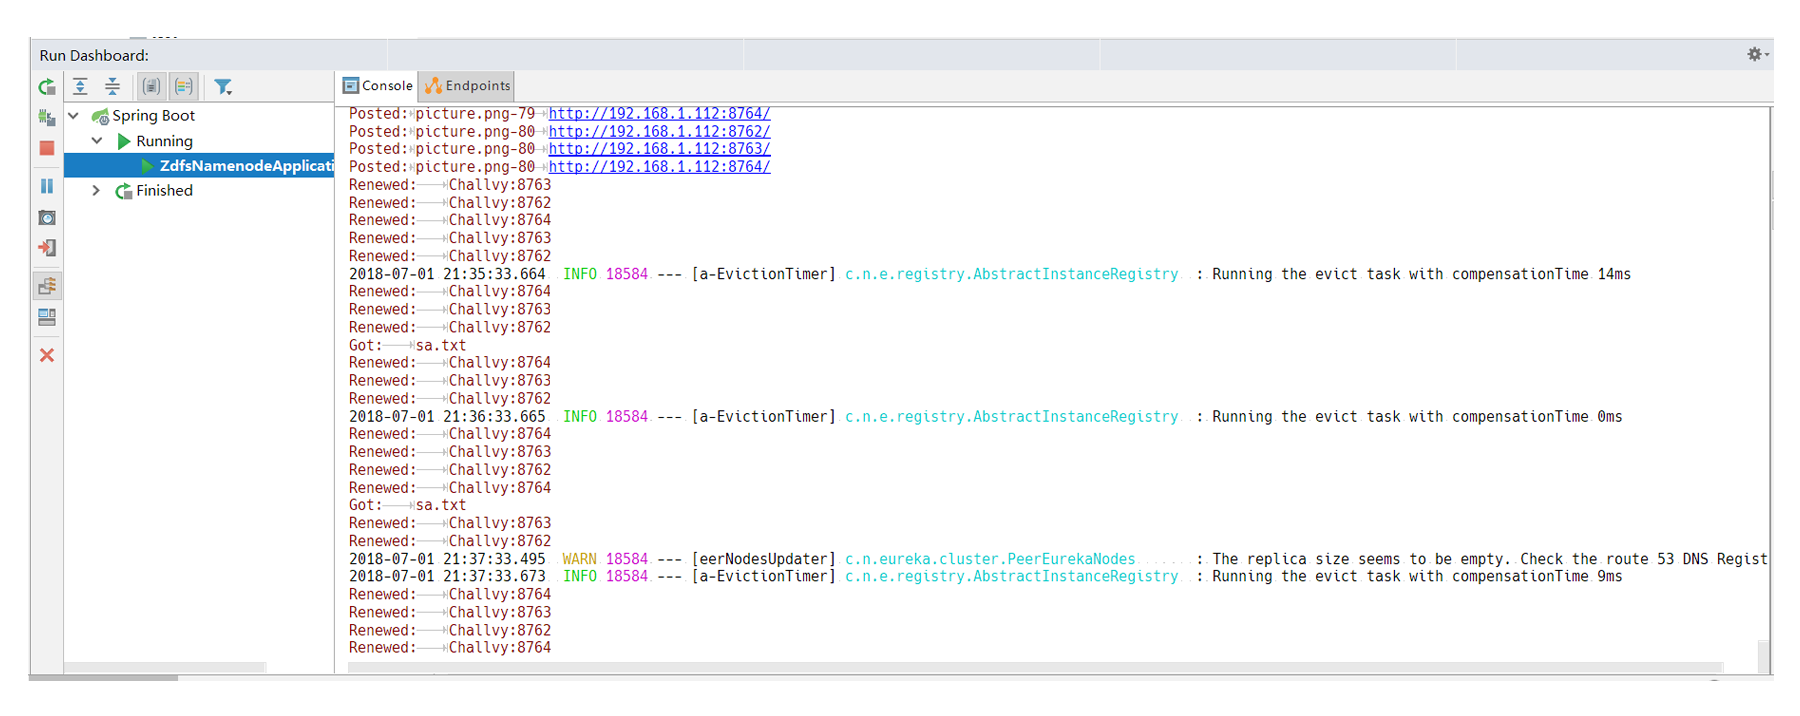 Run Dashboard:
Console
Endpoints
Spring Boot
Running
ZdfsNamenodeApplicati
Finished
Posted: picture.png-79 http://192.168.1.112:8764/
Posted: picture.png-80 http://192.168.1.112:8762/
Posted: picture.png-80 http://192.168.1.112:8763/
Posted: picture.png-80 http://192.168.1.112:8764/
Renewed: Challvy:8763
Renewed: Challvy:8762
Renewed: Challvy:8764
Renewed: Challvy:8763
Renewed: Challvy:8762
2018-07-01 21:35:33.664 INFO 18584 --- [a-EvictionTimer] c.n.e.registry.AbstractInstanceRegistry : Running the evict task with compensationTime 14ms
Renewed: Challvy:8764
Renewed: Challvy:8763
Renewed: Challvy:8762
Got: sa.txt
Renewed: Challvy:8764
Renewed: Challvy:8763
Renewed: Challvy:8762
2018-07-01 21:36:33.665 INFO 18584 --- [a-EvictionTimer] c.n.e.registry.AbstractInstanceRegistry : Running the evict task with compensationTime 0ms
Renewed: Challvy:8764
Renewed: Challvy:8763
Renewed: Challvy:8762
Renewed: Challvy:8764
Got: sa.txt
Renewed: Challvy:8763
Renewed: Challvy:8762
2018-07-01 21:37:33.495 WARN 18584 --- [eerNodesUpdater] c.n.eureka.cluster.PeerEurekaNodes : The replica size seems to be empty. Check the route 53 DNS Regist
2018-07-01 21:37:33.673 INFO 18584 --- [a-EvictionTimer] c.n.e.registry.AbstractInstanceRegistry : Running the evict task with compensationTime 9ms
Renewed: Challvy:8764
Renewed: Challvy:8763
Renewed: Challvy:8762
Renewed: Challvy:8764